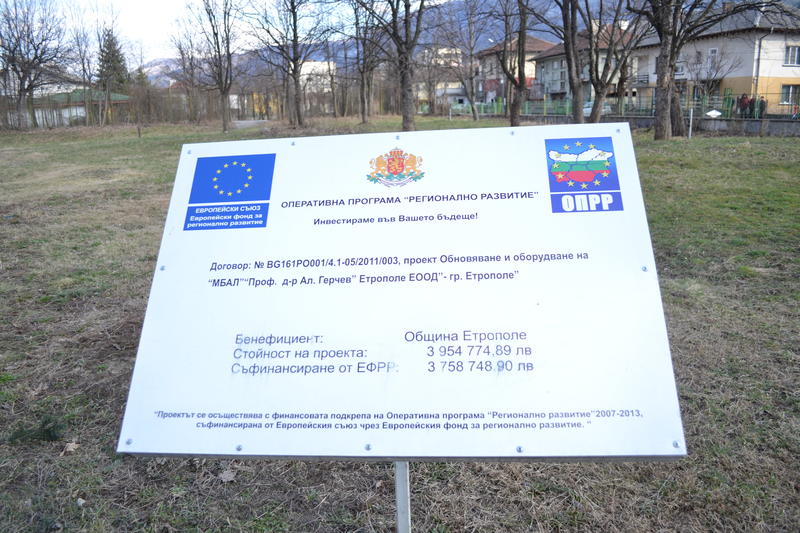 ЕВРОПЕЙСКИ СЪЮЗ
Европейски фонд за
регионално развитие
ОПЕРАТИВНА ПРОГРАМА "РЕГИОНАЛНО РАЗВИТИЕ"
Инвестираме във Вашето бъдеще!
ОПРР
Договор: № BG161PO001/4.1-05/2011/003, проект Обновяване и оборудване на
"МБАЛ""Проф. д-р Ал. Герчев" Етрополе ЕООД"- гр. Етрополе"
Бенефициент: Община Етрополе
Стойност на проекта: 3 954 774,89 лв
Съфинансиране от ЕФРР: 3 758 748,90 лв
"Проектът се осъществява с финансовата подкрепа на Оперативна програма "Регионално развитие"2007-2013,
съфинансирана от Европейския съюз чрез Европейския фонд за регионално развитие. "